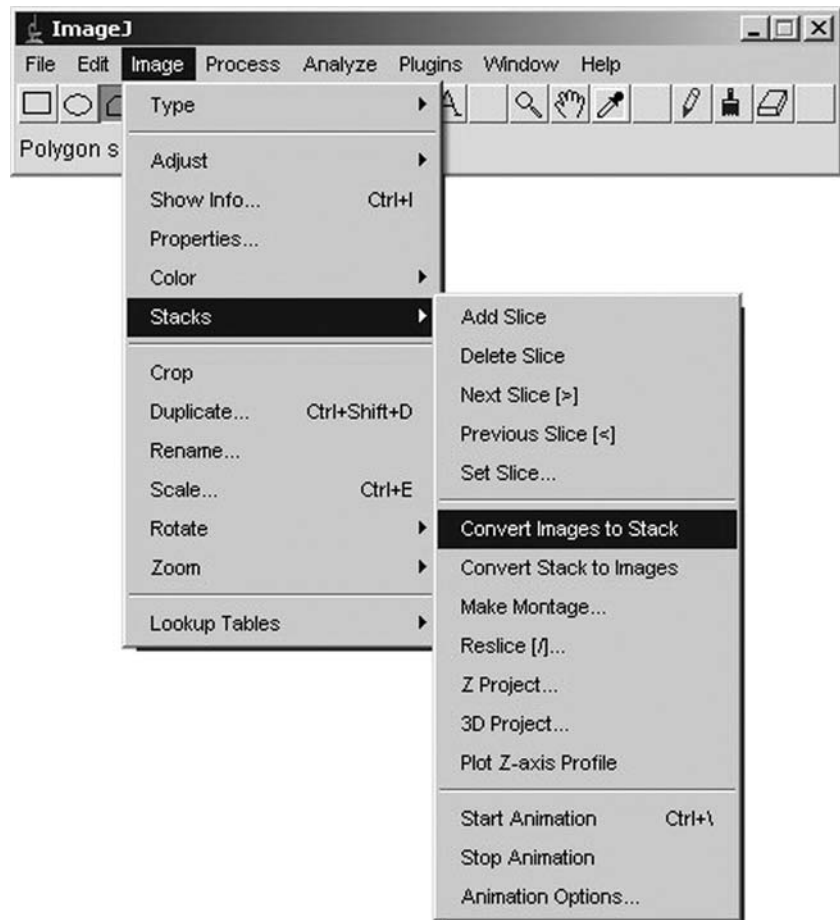 ImageJ
File Edit Image Process Analyze Plugins Window Help
A
Polygon s
Type
Adjust
Show Info... Ctrl+I
Properties...
Color
Stacks
Crop
Duplicate... Ctrl+Shift+D
Rename...
Scale... Ctrl+E
Rotate
Zoom
Lookup Tables
Add Slice
Delete Slice
Next Slice [>]
Previous Slice [<]
Set Slice...
Convert Images to Stack
Convert Stack to Images
Make Montage...
Reslice [/]...
Z Project...
3D Project...
Plot Z-axis Profile
Start Animation Ctrl+\
Stop Animation
Animation Options...